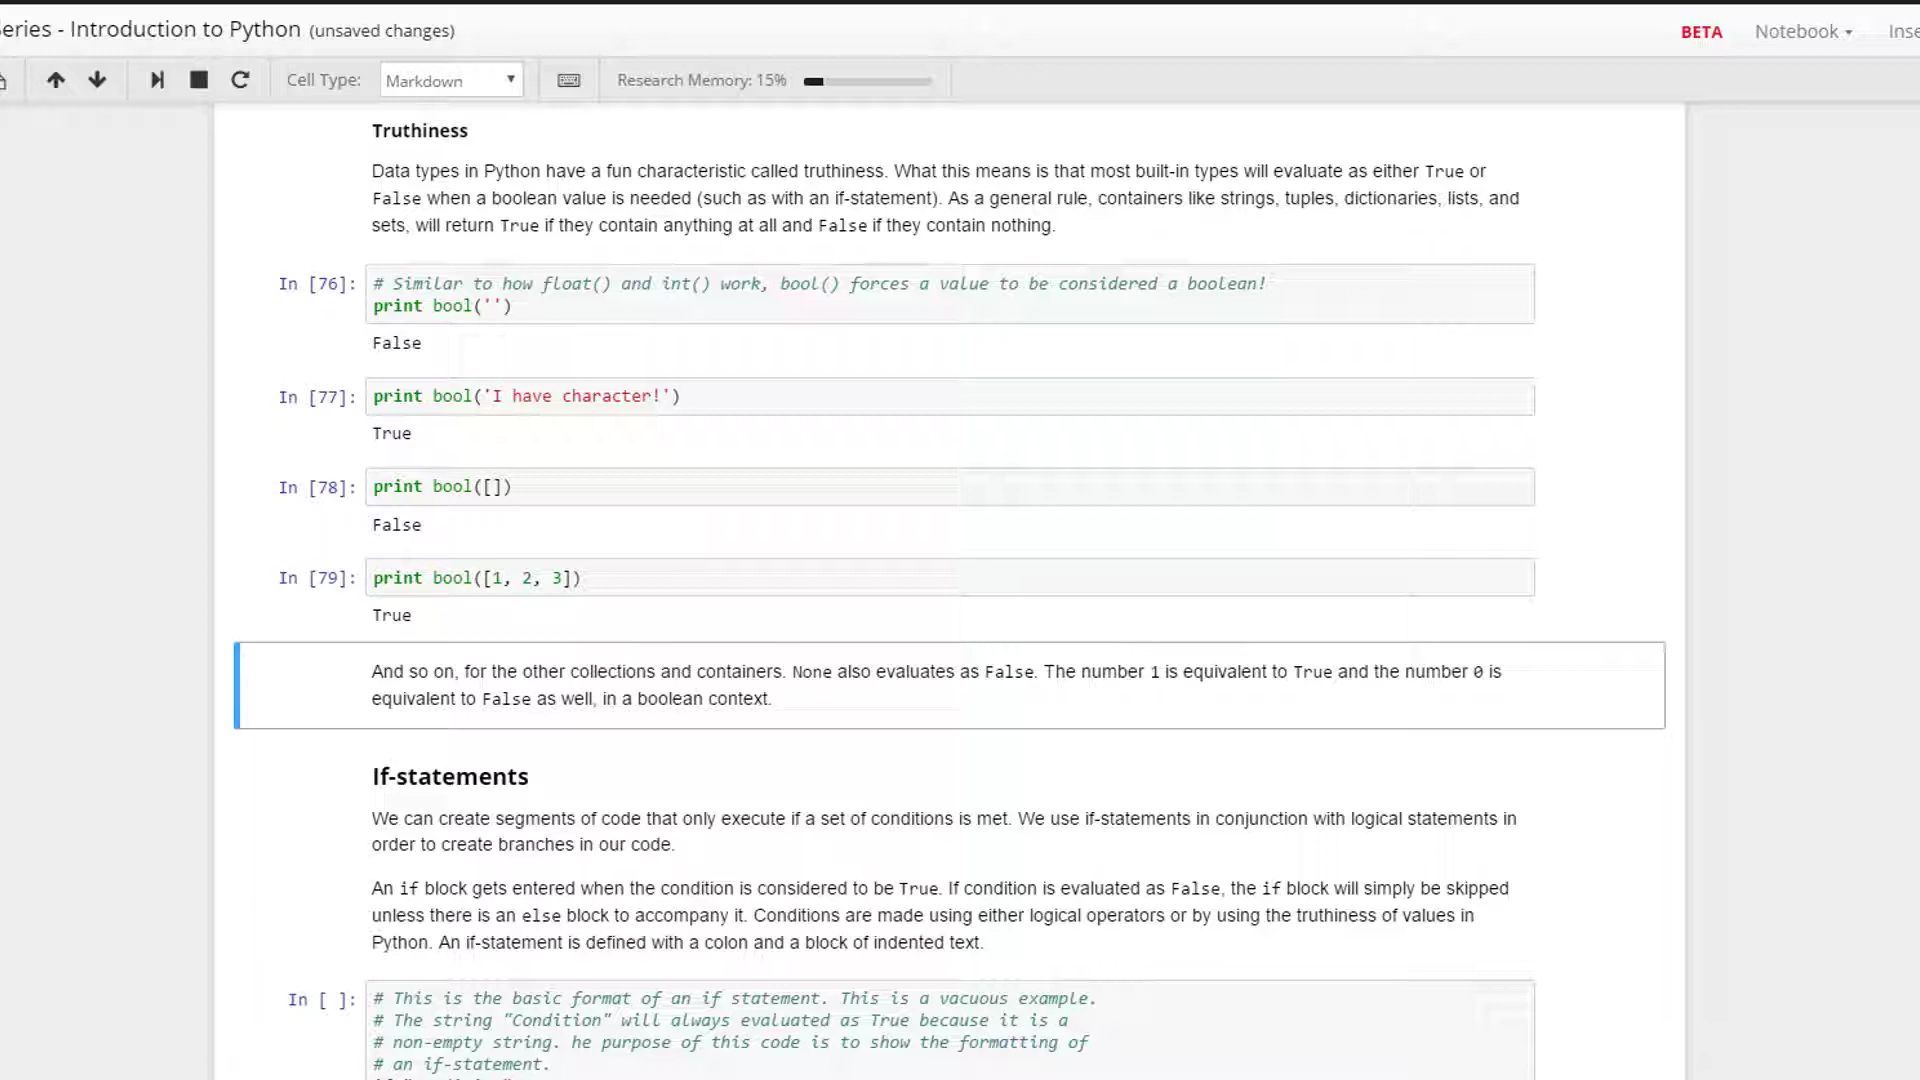 eries - Introduction to Python (unsaved changes)
BETA Notebook Inse
Cell Type: Markdown Research Memory: 15%
Truthiness
Data types in Python have a fun characteristic called truthiness. What this means is that most built-in types will evaluate as either True or
False when a boolean value is needed (such as with an if-statement). As a general rule, containers like strings, tuples, dictionaries, lists, and
sets, will return True if they contain anything at all and False if they contain nothing.
In [76]: # Similar to how float() and int() work, bool() forces a value to be considered a boolean!
print bool('')
False
In [77]: print bool('I have character!')
True
In [78]: print bool([])
False
In [79]: print bool([1, 2, 3])
True
And so on, for the other collections and containers. None also evaluates as False. The number 1 is equivalent to True and the number 0 is
equivalent to False as well, in a boolean context.
If-statements
We can create segments of code that only execute if a set of conditions is met. We use if-statements in conjunction with logical statements in
order to create branches in our code.
An if block gets entered when the condition is considered to be True. If condition is evaluated as False, the if block will simply be skipped
unless there is an else block to accompany it. Conditions are made using either logical operators or by using the truthiness of values in
Python. An if-statement is defined with a colon and a block of indented text.
In [ ]: # This is the basic format of an if statement. This is a vacuous example.
# The string "Condition" will always evaluated as True because it is a
# non-empty string. he purpose of this code is to show the formatting of
# an if-statement.